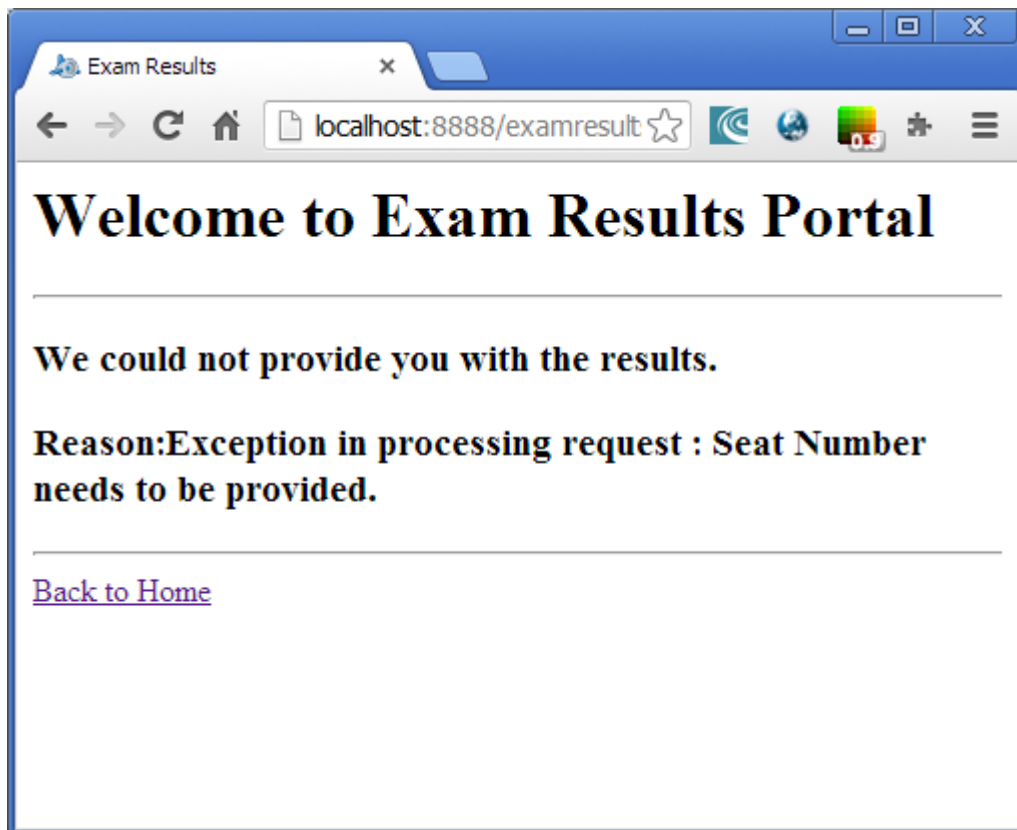 Exam Results
localhost:8888/examresult
0.9
Welcome to Exam Results Portal
We could not provide you with the results.
Reason:Exception in processing request : Seat Number
needs to be provided.
Back to Home